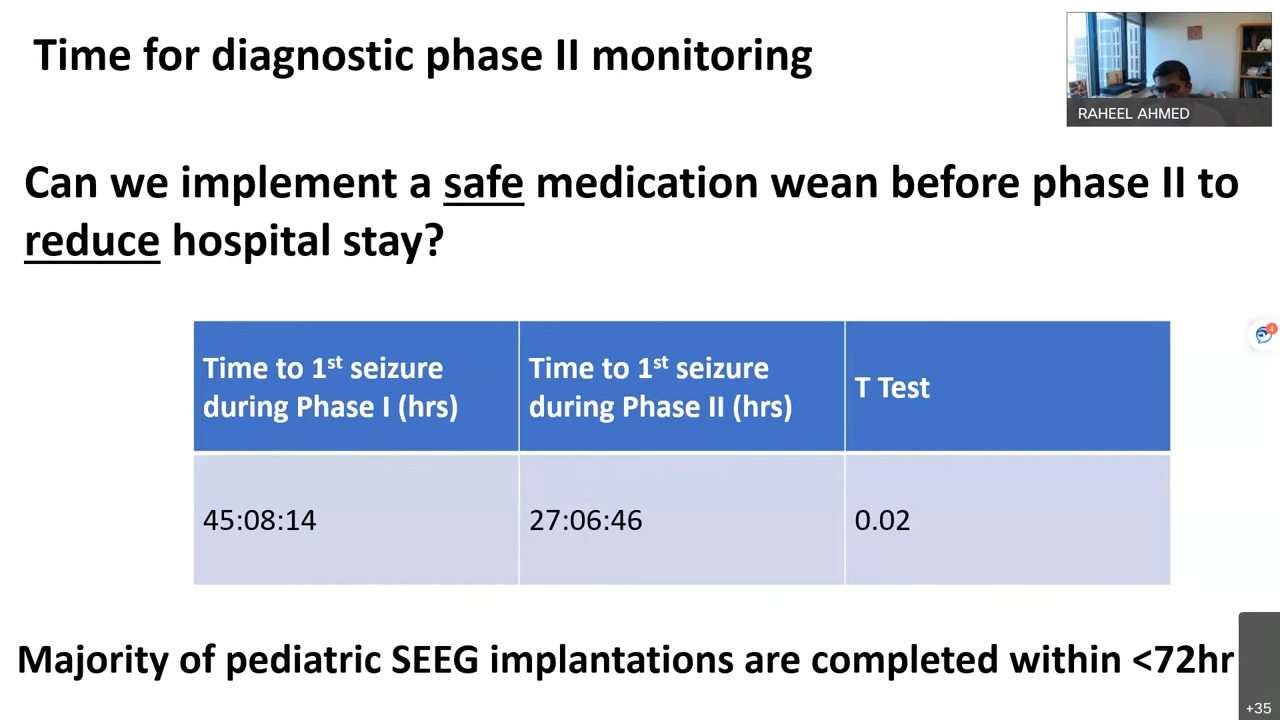 Time for diagnostic phase II monitoring
RAHEEL AHMED
Can we implement a safe medication wean before phase II to
reduce hospital stay?
Time to 1st seizure
during Phase I (hrs)
Time to 1st seizure
during Phase II (hrs)
T Test
4
45:08:14
27:06:46
0.02
Majority of pediatric SEEG implantations are completed within <72hr
+35